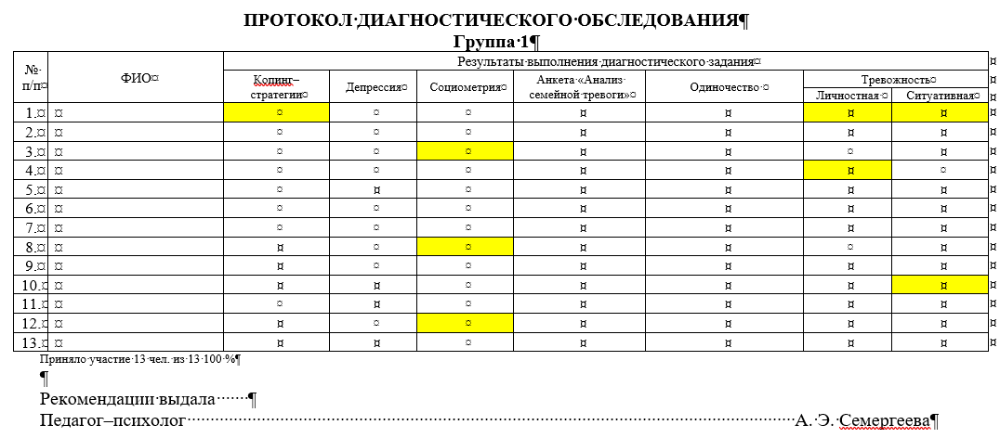 ПРОТОКОЛ ДИАГНОСТИЧЕСКОГО ОБСЛЕДОВАНИЯ¶
Группа 1¶
№ п/п¤ ФИО¤ Результаты выполнения диагностического задания¤
Копинг–стратегии¤ Депрессия¤ Социометрия¤ Анкета «Анализ семейной тревоги»¤ Одиночество ¤ Тревожность¤
Личностная¤ Ситуативная¤
1.¤
2.¤
3.¤
4.¤
5.¤
6.¤
7.¤
8.¤
9.¤
10.¤
11.¤
12.¤
13.¤
Приняло участие 13 чел. из 13 100 %¶
¶
Рекомендации выдала ¶
Педагог–психолог А. Э. Семергеева¶